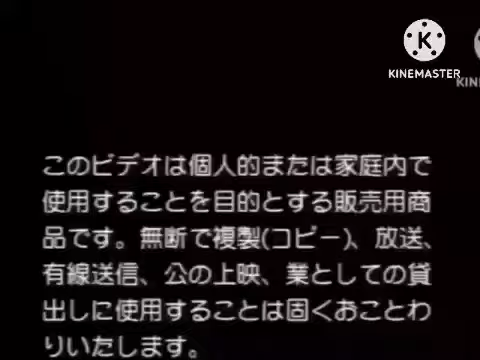 KINEMASTER
KIN
このビデオは個人的または家庭内で
使用することを目的とする販売用商
品です。無断で複製(コピー)、放送、
有線送信、公の上映、業としての貸
出しに使用することは固くおことわ
りいたします。